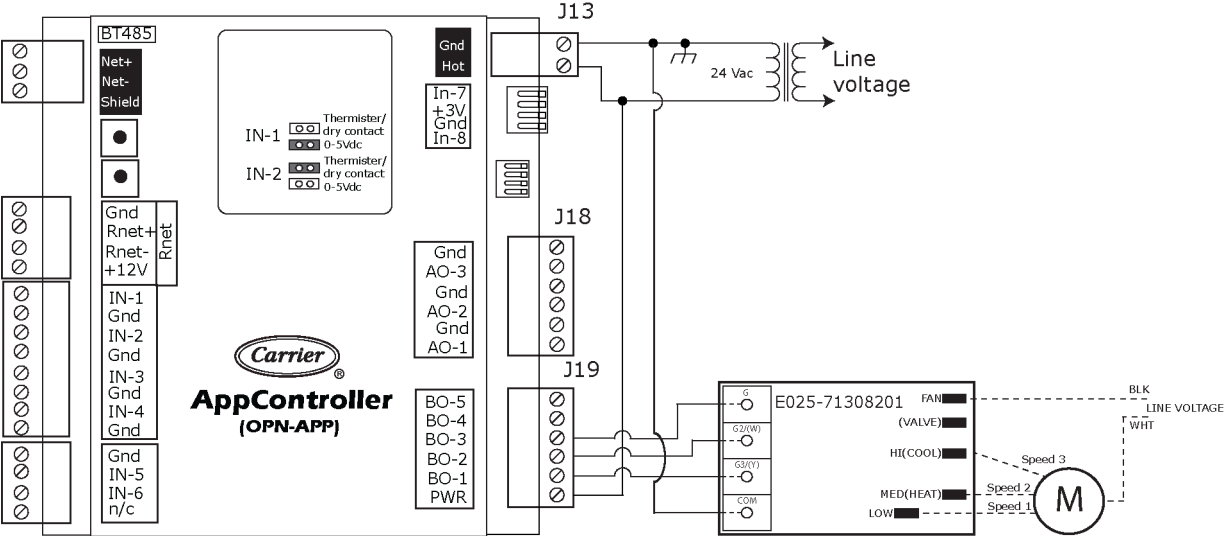 J13
BT485
Net+
Net-
Shield
Gnd
Hot
In-7
+3V
Gnd
In-8
24 Vac
Line
voltage
IN-1
Thermister/
dry contact
0-5Vdc
IN-2
Thermister/
dry contact
0-5Vdc
Gnd
Rnet+
Rnet-
+12V
Rnet
IN-1
Gnd
IN-2
Gnd
IN-3
Gnd
IN-4
Gnd
Gnd
IN-5
IN-6
n/c
J18
Gnd
AO-3
Gnd
AO-2
Gnd
AO-1
Carrier
®
AppController
(OPN-APP)
J19
BO-5
BO-4
BO-3
BO-2
BO-1
PWR
G
G2/(W)
G3/(Y)
COM
E025-71308201
FAN
(VALVE)
HI(COOL)
MED(HEAT)
LOW
BLK
LINE VOLTAGE
WHT
Speed 3
Speed 2
Speed 1
M